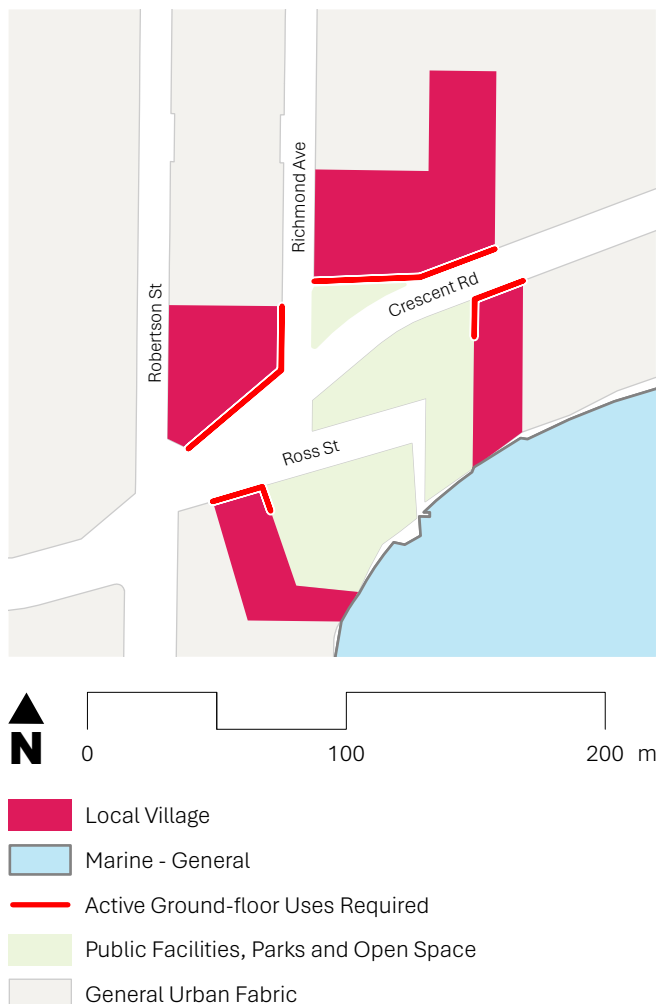 Richmond Ave
Robertson St
Crescent Rd
Ross St
N
0 100 200 m
Local Village
Marine - General
Active Ground-floor Uses Required
Public Facilities, Parks and Open Space
General Urban Fabric